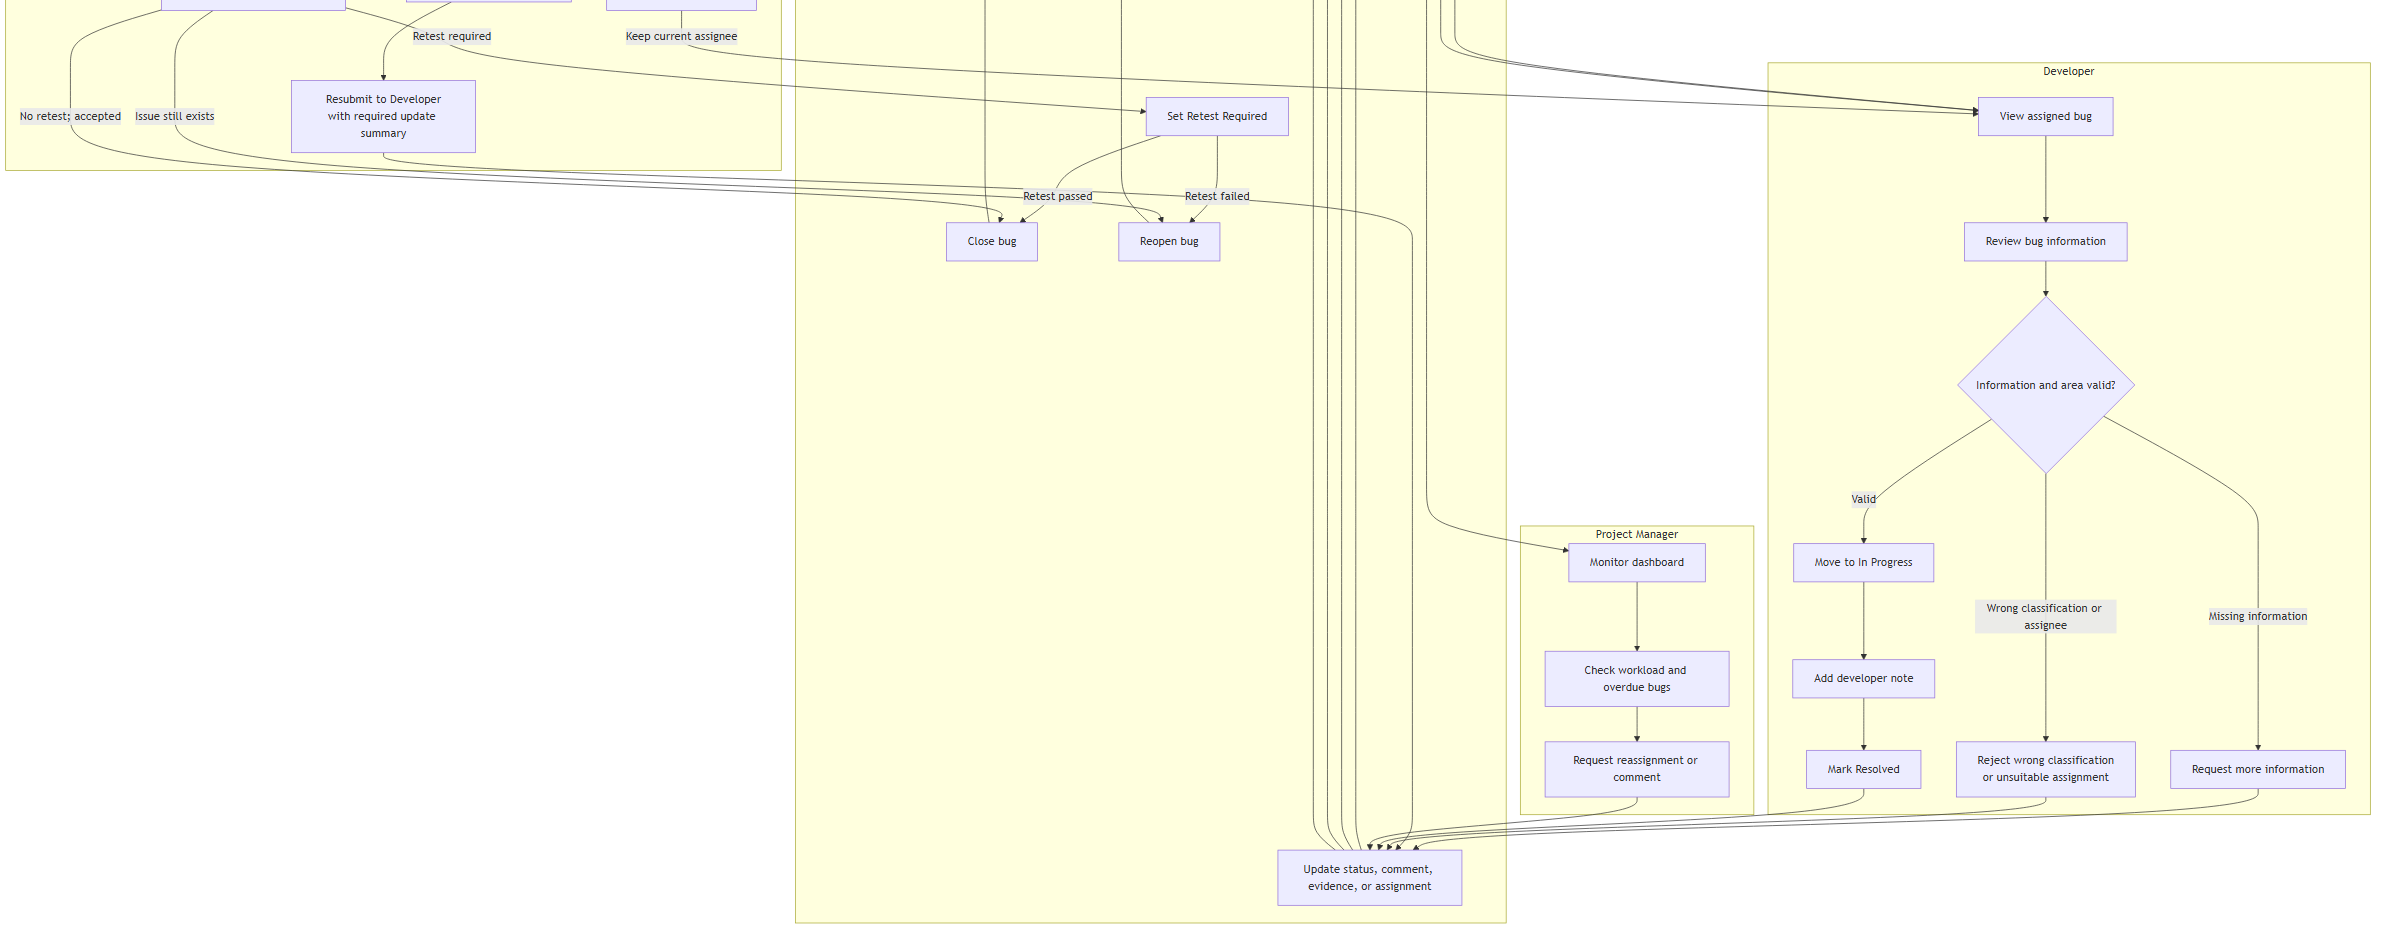 Retest required
Keep current assignee
Resubmit to Developer
with required update
summary
No retest; accepted
Issue still exists
Set Retest Required
Retest passed
Retest failed
Close bug
Reopen bug
Developer
View assigned bug
Review bug information
Information and area valid?
Valid
Move to In Progress
Wrong classification or
assignee
Missing information
Add developer note
Mark Resolved
Reject wrong classification
or unsuitable assignment
Request more information
Project Manager
Monitor dashboard
Check workload and
overdue bugs
Request reassignment or
comment
Update status, comment,
evidence, or assignment